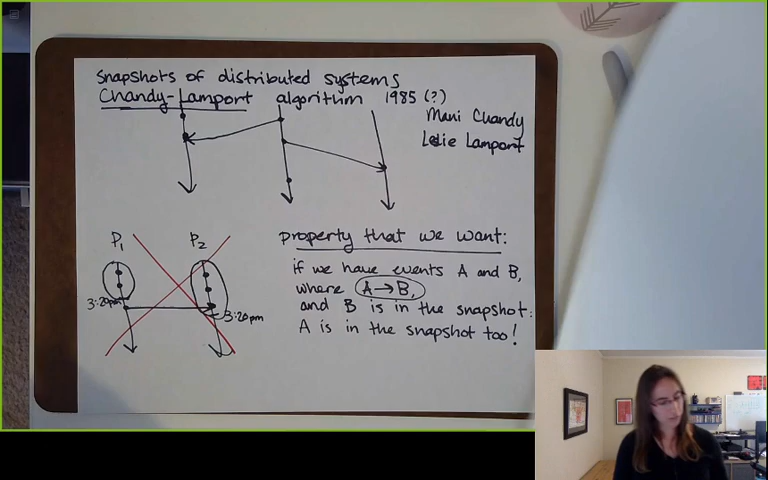 snapshots of distributed systems
Chandy-Lamport algorithm 1985 (?)
Mani Chandy
Leslie Lamport
P1 P2
3:20pm
3:20pm
property that we want:
if we have events A and B,
where A→B,
and B is in the snapshot:
A is in the snapshot too!